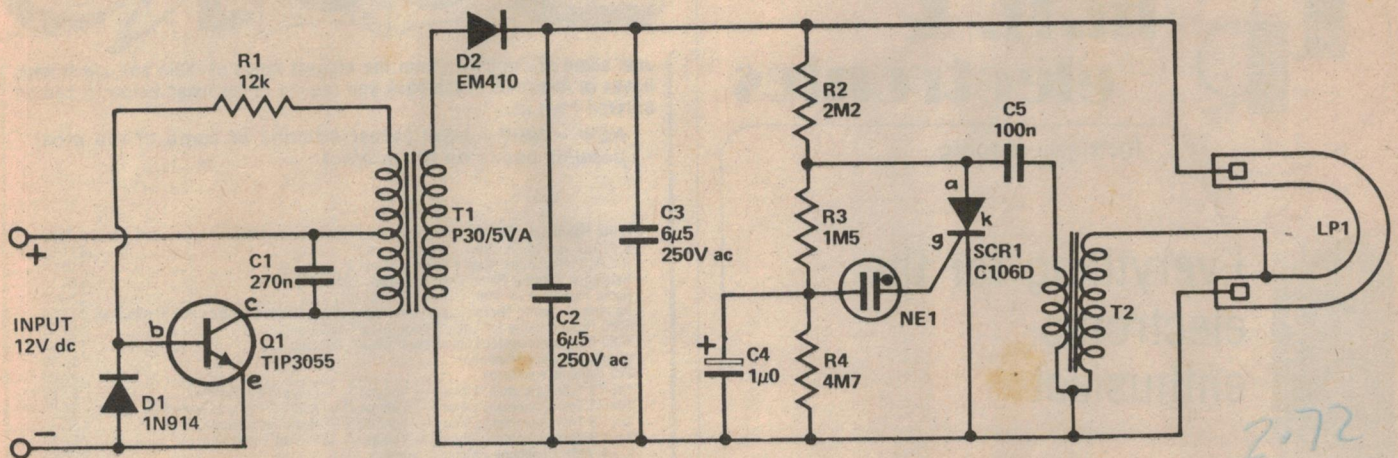 R1
12k
D2
EM410
R2
2M2
C5
100n
a
k
g
SCR1
C106D
LP1
T1
P30/5VA
C3
6µ5
250V ac
R3
1M5
+
C1
270n
c
b
Q1
TIP3055
e
INPUT
12V dc
D1
1N914
−
C2
6µ5
250V ac
NE1
T2
+
C4
1µ0
R4
4M7
2.72